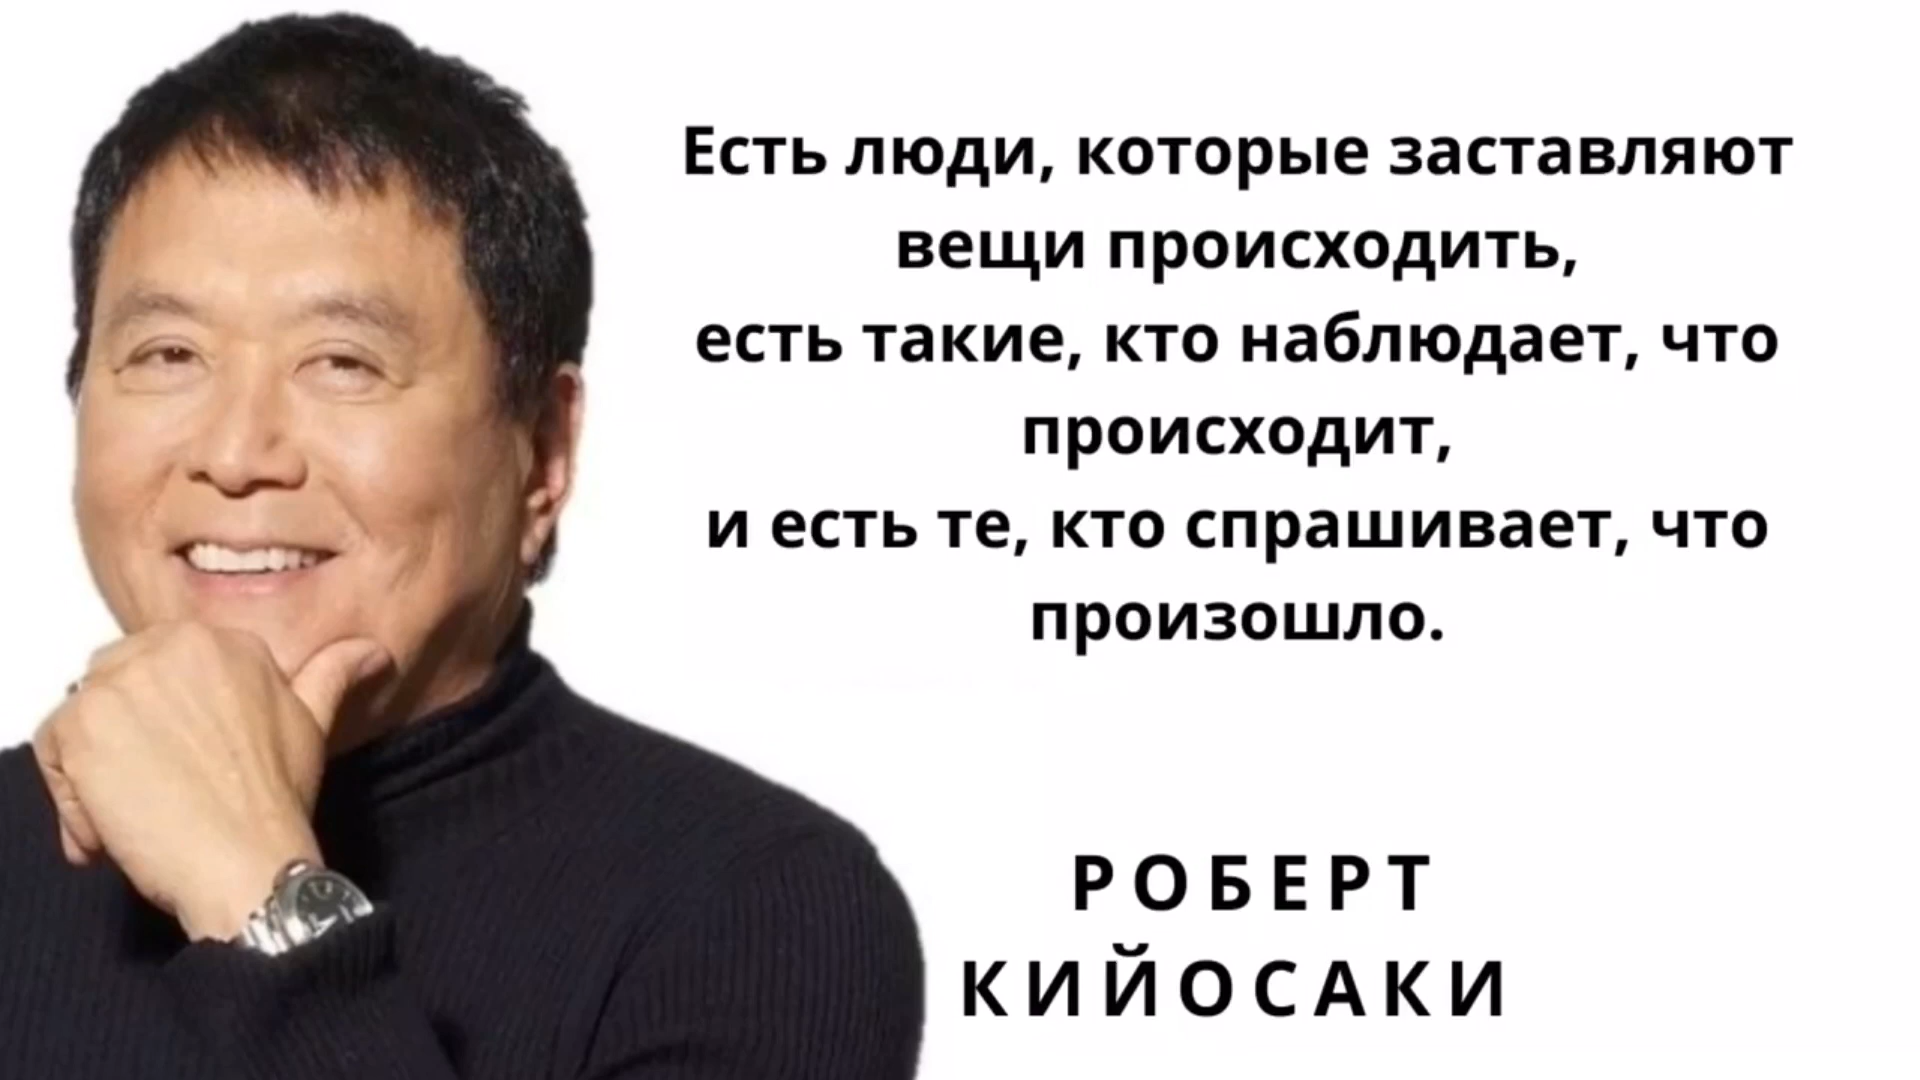 Есть люди, которые заставляют
вещи происходить,
есть такие, кто наблюдает, что
происходит,
и есть те, кто спрашивает, что
произошло.
РОБЕРТ
КИЙОСАКИ